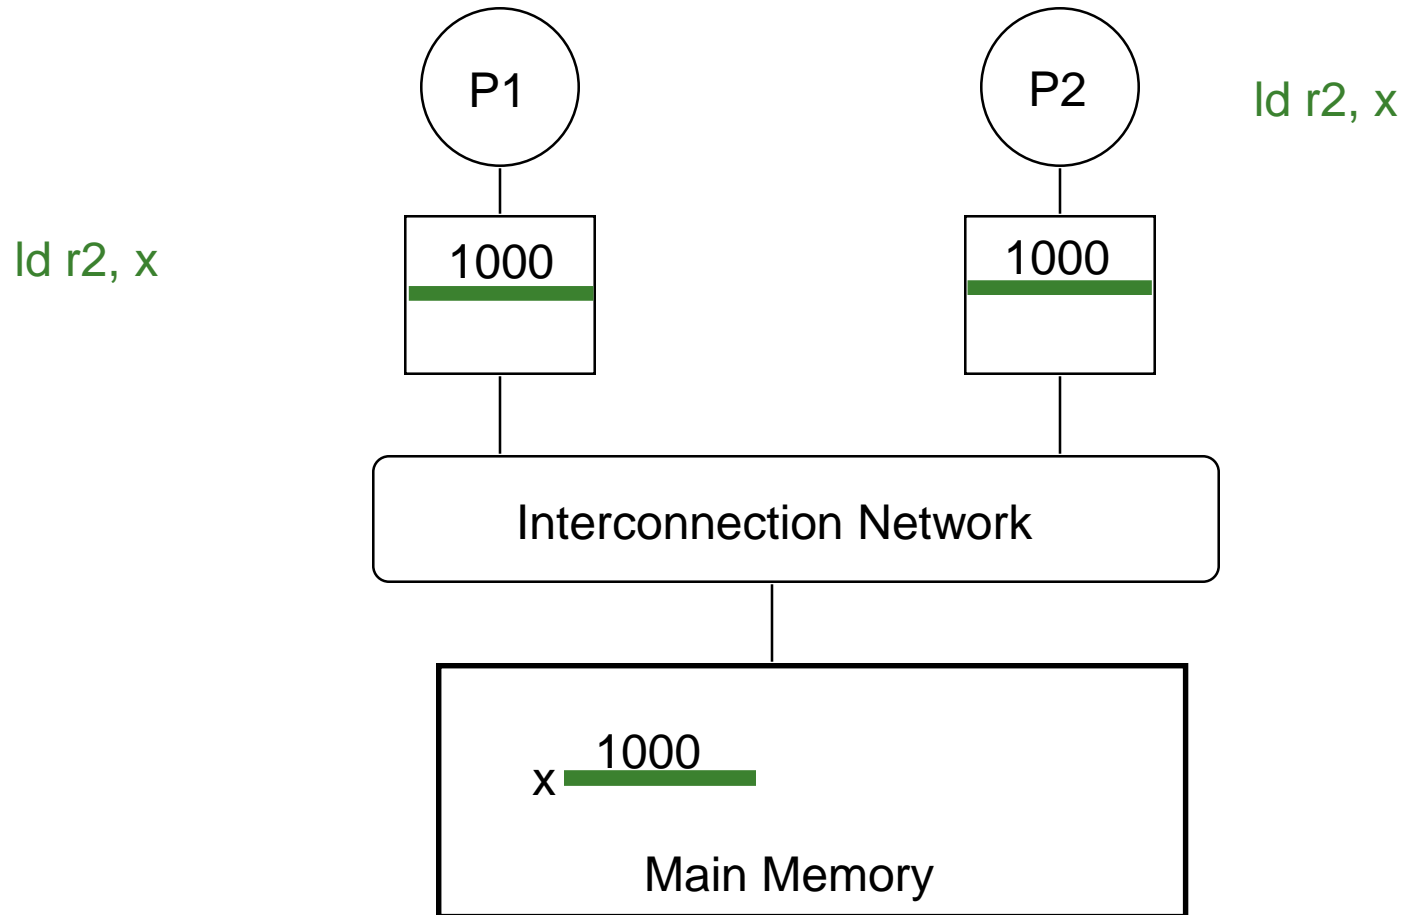 P1
P2
ld r2, x
ld r2, x
1000
1000
Interconnection Network
1000
x
Main Memory